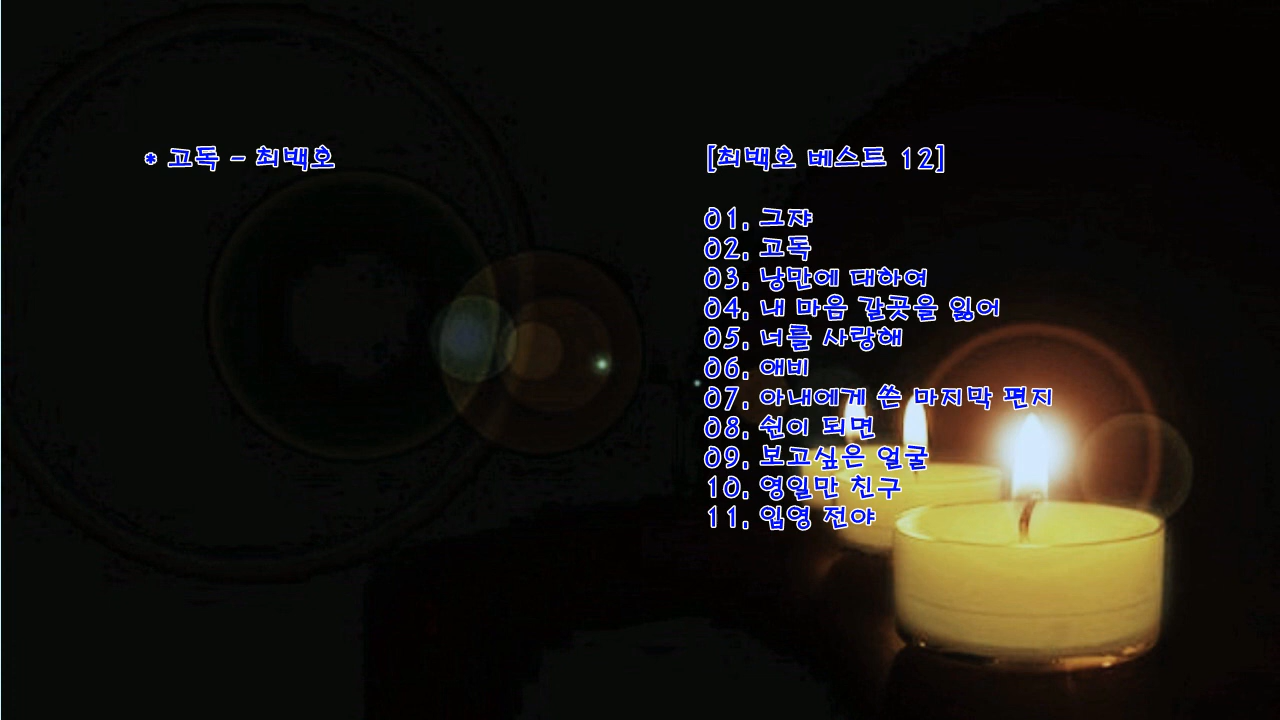 * 고독 - 최백호
[최백호 베스트 12]
01. 그쟈
02. 고독
03. 낭만에 대하여
04. 내 마음 갈곳을 잃어
05. 너를 사랑해
06. 애비
07. 아내에게 쓴 마지막 편지
08. 쉰이 되면
09. 보고싶은 얼굴
10. 영일만 친구
11. 입영 전야